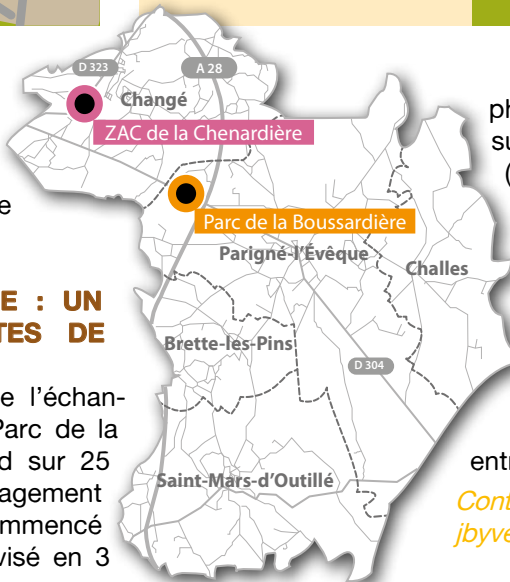 D 323
A 28
Changé
ZAC de la Chenardière
Parc de la Boussardière
Parigné-l'Évêque
Challes
Brette-les-Pins
D 304
Saint-Mars-d'Outillé
e
E : UN
TES DE
e l'échan-
Parc de la
d sur 25
agement
mmencé
visé en 3
ph
su
(
entr
Cont
jbyve